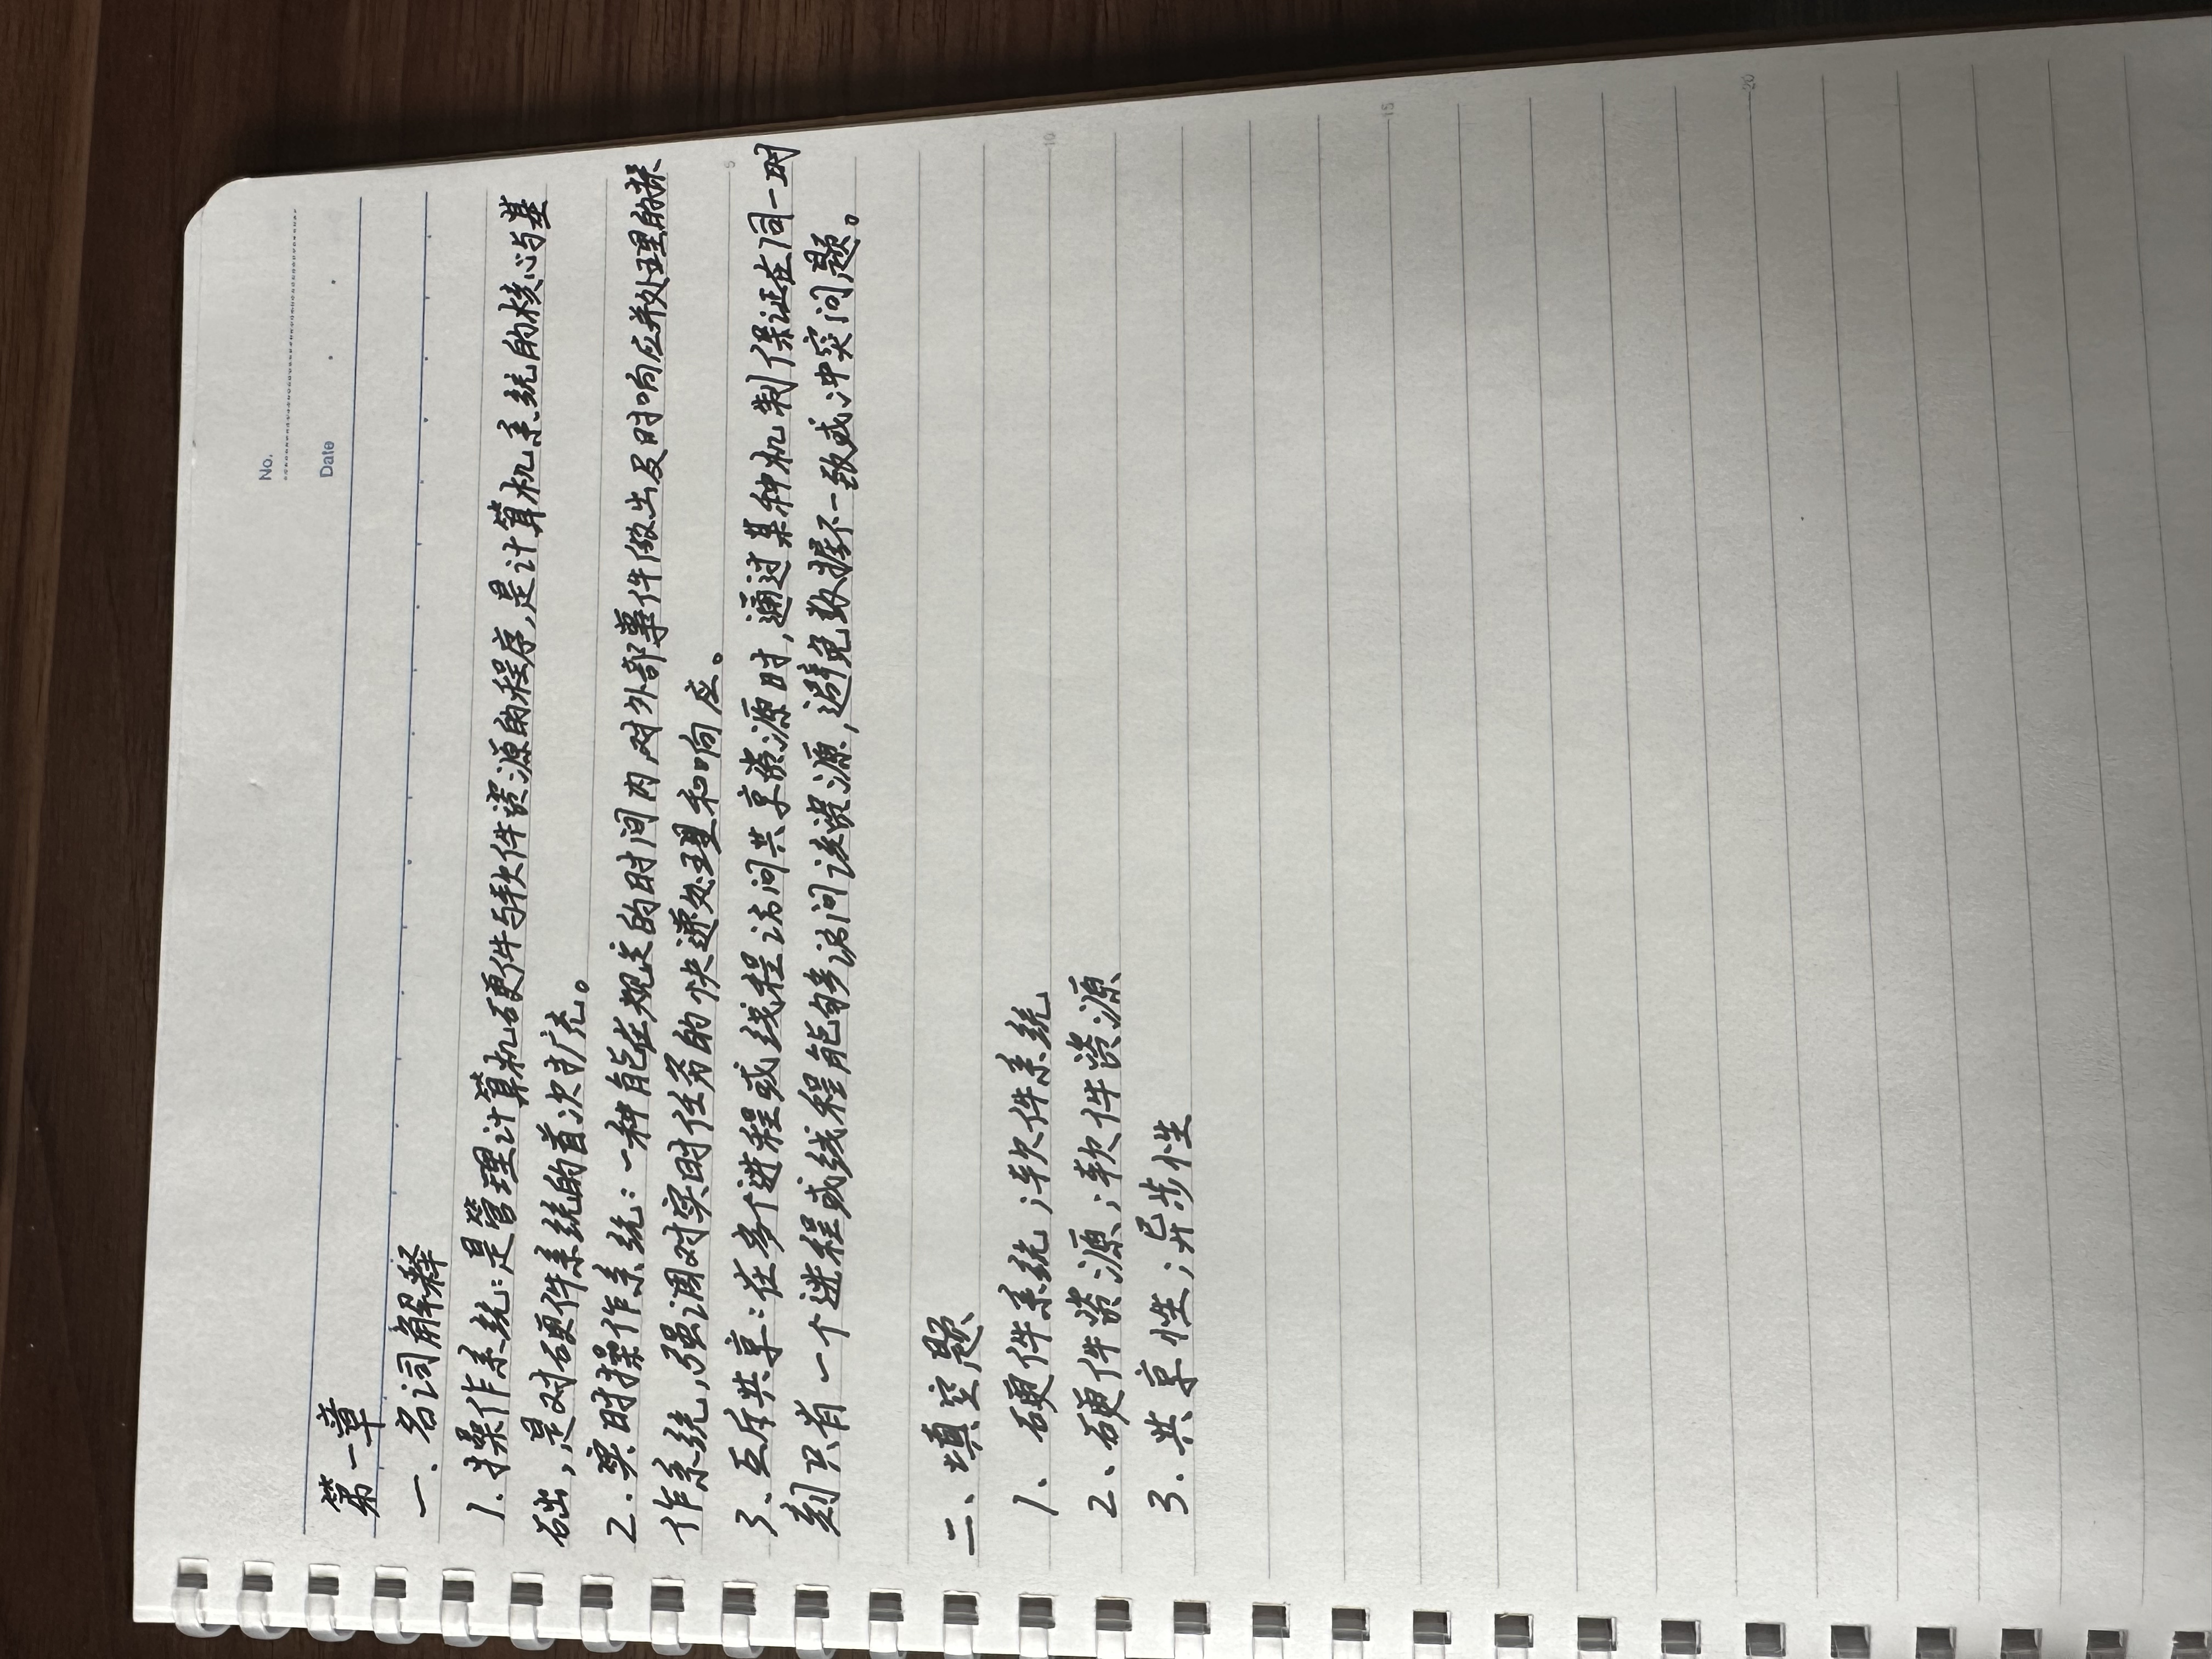 No.
Date
第一章
一、名词解释
1. 操作系统:是管理计算机硬件与软件资源的程序,是计算机系统的核心与基
础,是对硬件系统的首次扩充。
2. 实时操作系统:一种能在规定的时间内,对外部事件做出及时响应并处理的操
作系统,强调对实时任务的快速处理和响应。
3、互斥共享:在多个进程或线程访问共享资源时,通过某种机制保证在同一时
刻只有一个进程或线程能够访问该资源,避免数据不一致或冲突问题。
5
二、填空题
1、硬件系统;软件系统
10
2、硬件资源;软件资源
3. 共享性;异步性
15
20